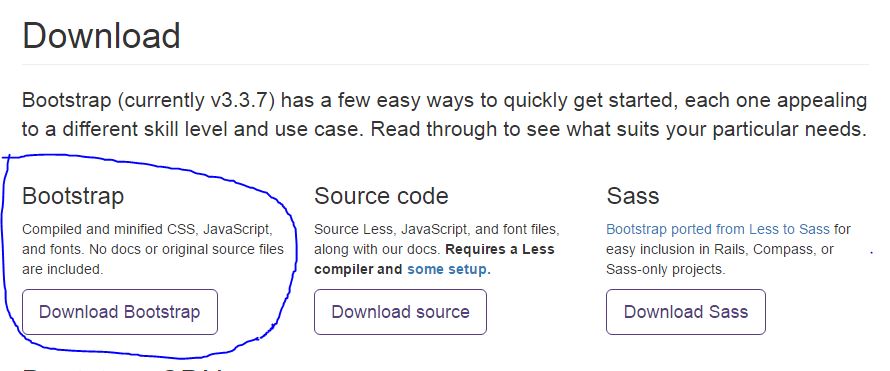 Download
Bootstrap (currently v3.3.7) has a few easy ways to quickly get started, each one appealing
to a different skill level and use case. Read through to see what suits your particular needs.
Bootstrap
Compiled and minified CSS, JavaScript,
and fonts. No docs or original source files
are included.
Download Bootstrap
Source code
Source Less, JavaScript, and font files,
along with our docs. Requires a Less
compiler and some setup.
Download source
Sass
Bootstrap ported from Less to Sass for
easy inclusion in Rails, Compass, or
Sass-only projects.
Download Sass